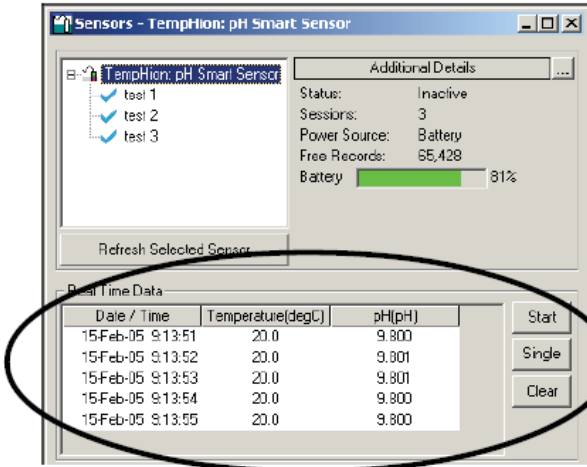 Sensors - TempHion: pH Smart Sensor
TempHion: pH Smart Sensor
test 1
test 2
test 3
Refresh Selected Sensor
Additional Details ...
Status: Inactive
Sessions: 3
Power Source: Battery
Free Records: 65,428
Battery 81%
Real Time Data
Date / Time Temperature(degC) pH(pH)
15-Feb-05 9:13:51 20.0 9.800
15-Feb-05 9:13:52 20.0 9.801
15-Feb-05 9:13:53 20.0 9.801
15-Feb-05 9:13:54 20.0 9.800
15-Feb-05 9:13:55 20.0 9.800
Start
Single
Clear